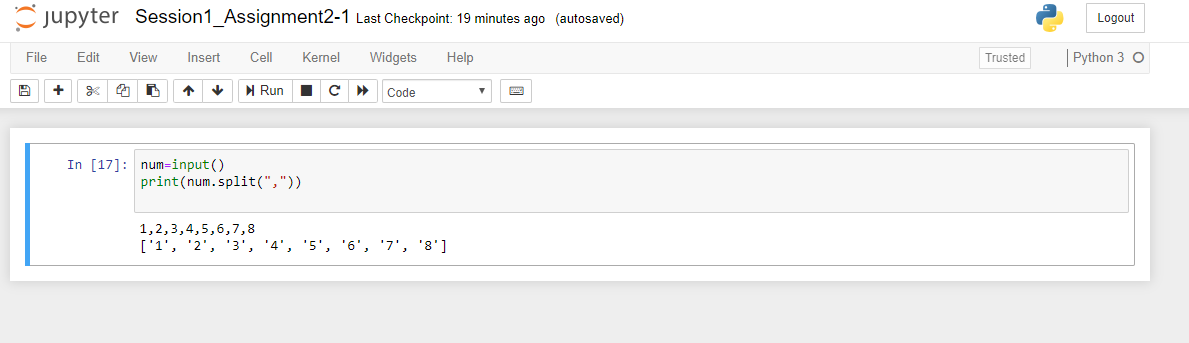 jupyter Session1_Assignment2-1 Last Checkpoint: 19 minutes ago (autosaved) Logout
File Edit View Insert Cell Kernel Widgets Help Trusted Python 3
Run Code
In [17]: num=input()
print(num.split(","))
1,2,3,4,5,6,7,8
['1', '2', '3', '4', '5', '6', '7', '8']